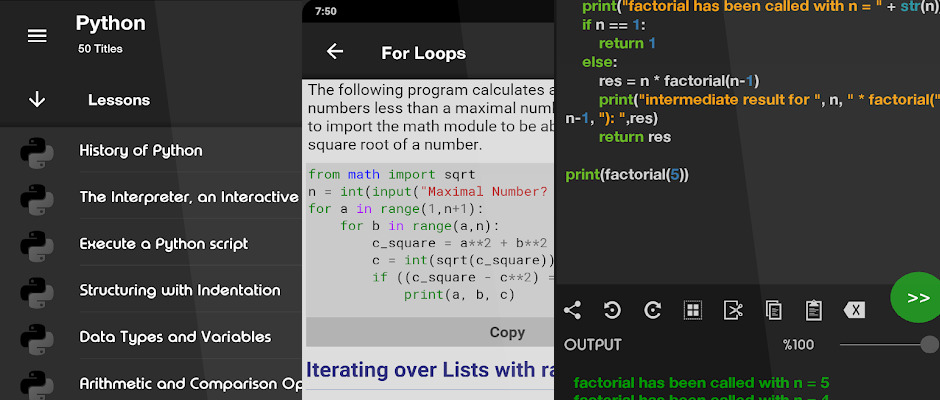 Python
50 Titles
Lessons
History of Python
The Interpreter, an Interactive
Execute a Python script
Structuring with Indentation
Data Types and Variables
Arithmetic and Comparison Op
7:50
For Loops
The following program calculates a
numbers less than a maximal num
to import the math module to be ab
square root of a number.
from math import sqrt
n = int(input("Maximal Number?
for a in range(1,n+1):
for b in range(a,n):
c_square = a**2 + b**2
c = int(sqrt(c_square))
if ((c_square - c**2) =
print(a, b, c)
Copy
Iterating over Lists with ra
print("factorial has been called with n = " + str(n)
if n == 1:
return 1
else:
res = n * factorial(n-1)
print("intermediate result for ", n, " * factorial("
n-1, "): ",res)
return res
print(factorial(5))
>>
OUTPUT
%100
factorial has been called with n = 5
factorial has been called with n = 4